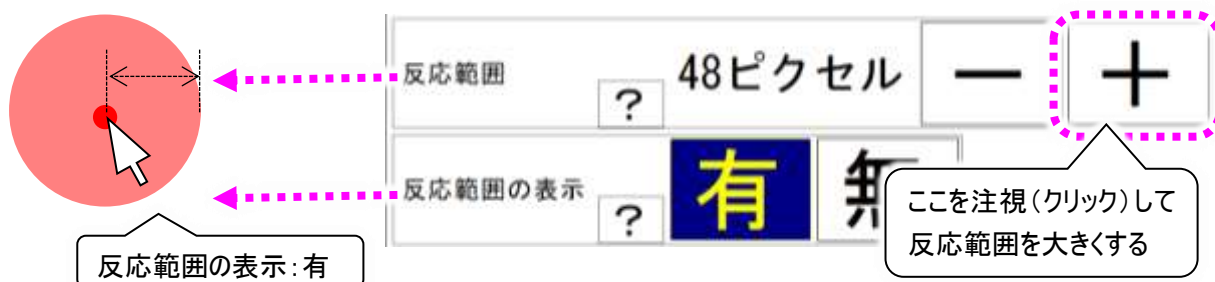 反応範囲
?
48ピクセル
-
+
反応範囲の表示
?
有
無
ここを注視(クリック)して
反応範囲を大きくする
反応範囲の表示:有